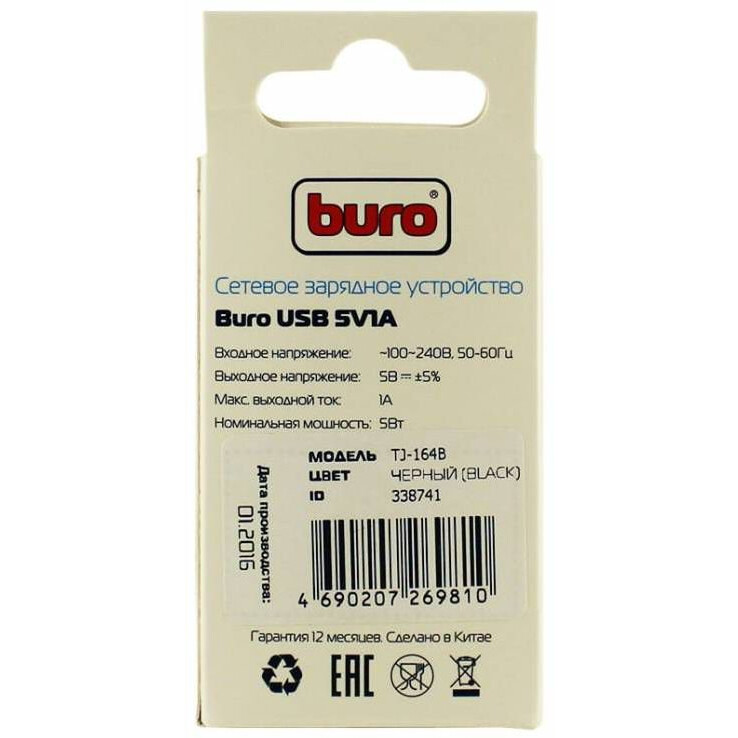 buro®
Сетевое зарядное устройство
Buro USB 5V1A
Входное напряжение: ~100~240В, 50-60Гц
Выходное напряжение: 5В ⎓ ±5%
Макс. выходной ток: 1А
Номинальная мощность: 5Вт
МОДЕЛЬ TJ-164B
ЦВЕТ ЧЕРНЫЙ (BLACK)
ID 338741
Дата производства:
01.2016
4 690207 269810
Гарантия 12 месяцев. Сделано в Китае
EAC